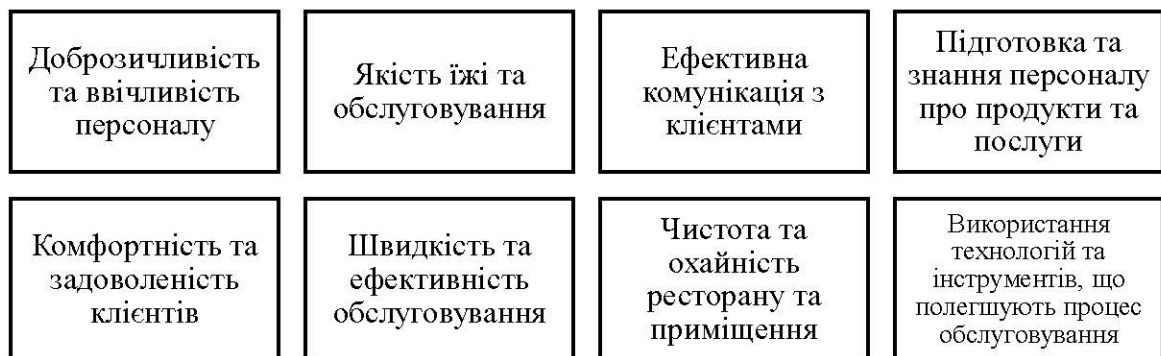 Доброзичливість
та ввічливість
персоналу
Якість їжі та
обслуговування
Ефективна
комунікація з
клієнтами
Підготовка та
знання персоналу
про продукти та
послуги
Комфортність та
задоволеність
клієнтів
Швидкість та
ефективність
обслуговування
Чистота та
охайність
ресторану та
приміщення
Використання
технологій та
інструментів, що
полегшують процес
обслуговування